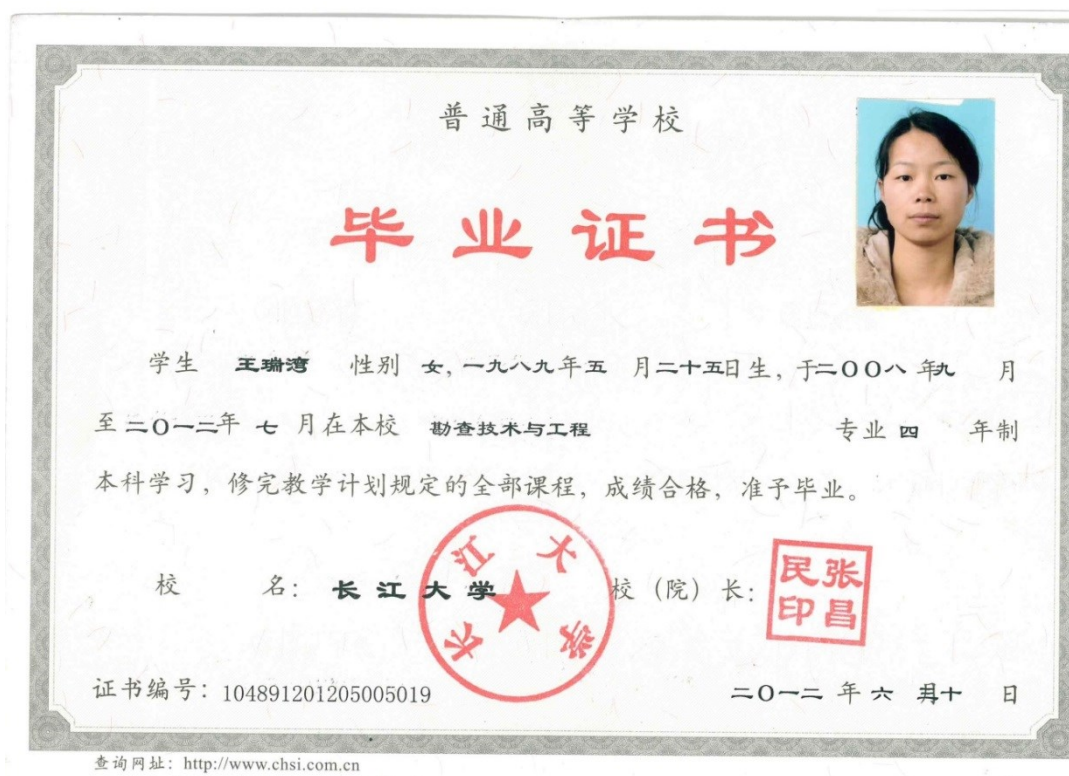 普通高等学校
毕业证书
学生 王瑞湾 性别 女,一九八九年五 月二十五日生,于二〇〇八年九 月
至二〇一二年 七 月在本校 勘查技术与工程 专业 四 年制
本科学习,修完教学计划规定的全部课程,成绩合格,准予毕业。
校 名: 长江大学 校(院)长:
长江大学
张昌民印
证书编号:104891201205005019 二〇一二 年 六 月 十 日
查询网址:http://www.chsi.com.cn